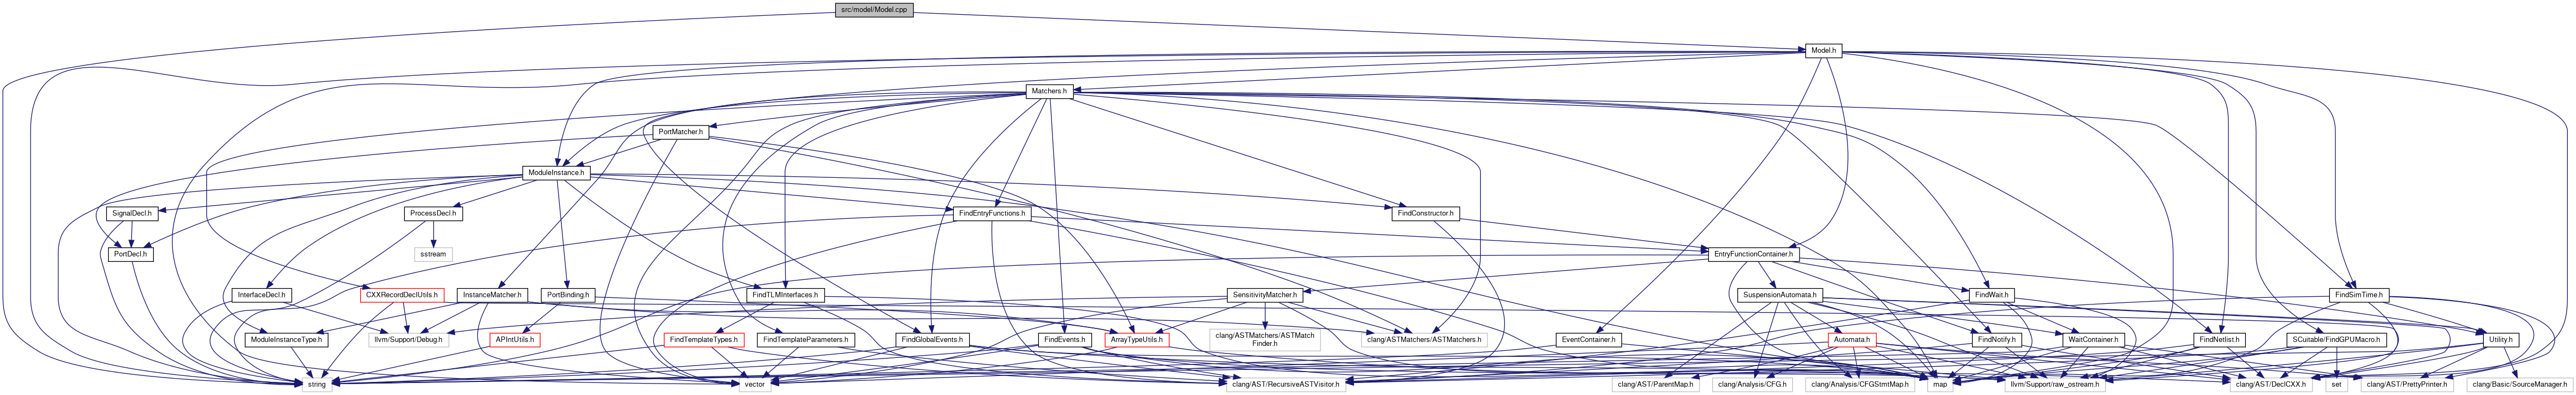 src/model/Model.cpp
Model.h
Matchers.h
PortMatcher.h
ModuleInstance.h
SignalDecl.h
ProcessDecl.h
FindEntryFunctions.h
FindConstructor.h
PortDecl.h
sstream
EntryFunctionContainer.h
InterfaceDecl.h
CXXRecordDeclUtils.h
InstanceMatcher.h
PortBinding.h
FindTLMInterfaces.h
SensitivityMatcher.h
SuspensionAutomata.h
FindWait.h
FindSimTime.h
ModuleInstanceType.h
llvm/Support/Debug.h
APIntUtils.h
FindTemplateTypes.h
FindTemplateParameters.h
FindGlobalEvents.h
FindEvents.h
ArrayTypeUtils.h
clang/ASTMatchers/ASTMatch
Finder.h
clang/ASTMatchers/ASTMatchers.h
EventContainer.h
Automata.h
FindNotify.h
WaitContainer.h
FindNetlist.h
SCuitable/FindGPUMacro.h
Utility.h
string
vector
clang/AST/RecursiveASTVisitor.h
clang/AST/ParentMap.h
clang/Analysis/CFG.h
clang/Analysis/CFGStmtMap.h
map
llvm/Support/raw_ostream.h
clang/AST/DeclCXX.h
set
clang/AST/PrettyPrinter.h
clang/Basic/SourceManager.h